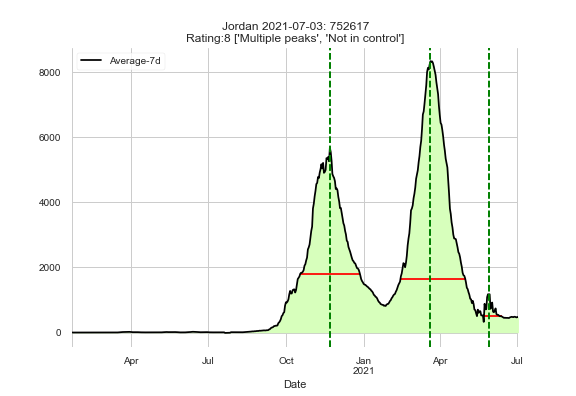 Jordan 2021-07-03: 752617
Rating:8 ['Multiple peaks', 'Not in control']
Average-7d
8000
6000
4000
2000
0
Apr
Jul
Oct
Jan
2021
Apr
Jul
Date